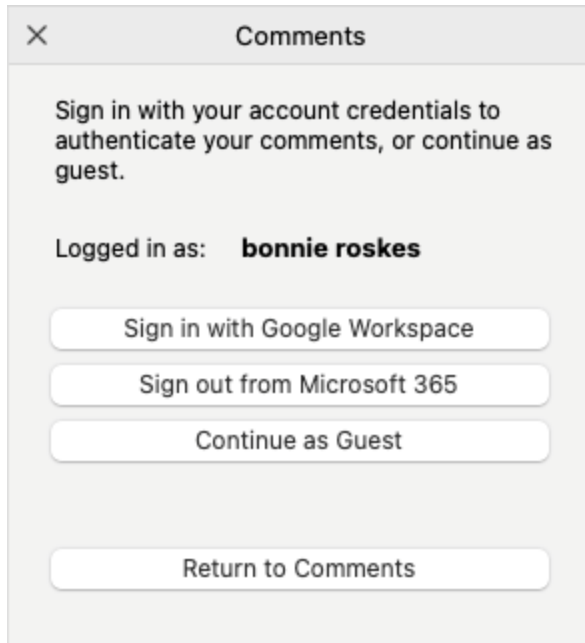 Comments
Sign in with your account credentials to
authenticate your comments, or continue as
guest.
Logged in as: bonnie roskes
Sign in with Google Workspace
Sign out from Microsoft 365
Continue as Guest
Return to Comments